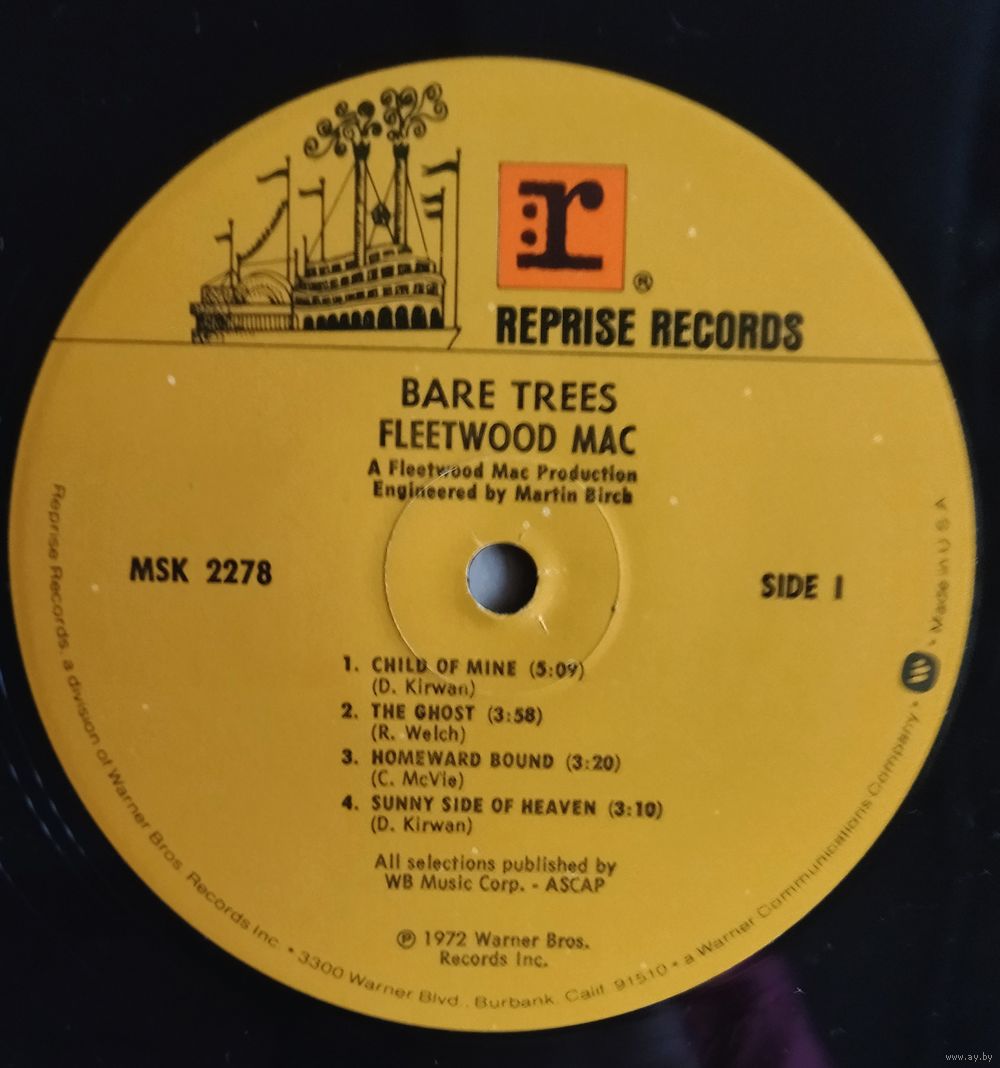 r
®
REPRISE RECORDS
BARE TREES
FLEETWOOD MAC
A Fleetwood Mac Production
Engineered by Martin Birch
MSK 2278
SIDE 1
1. CHILD OF MINE (5:09)
(D. Kirwan)
2. THE GHOST (3:58)
(R. Welch)
3. HOMEWARD BOUND (3:20)
(C. McVie)
4. SUNNY SIDE OF HEAVEN (3:10)
(D. Kirwan)
All selections published by
WB Music Corp. - ASCAP
℗ 1972 Warner Bros.
Records Inc.
Reprise Records, a division of Warner Bros. Records Inc. • 3300 Warner Blvd., Burbank, Calif. 91510 • a Warner Communications Company • W • Made in U S A
www.ay.by